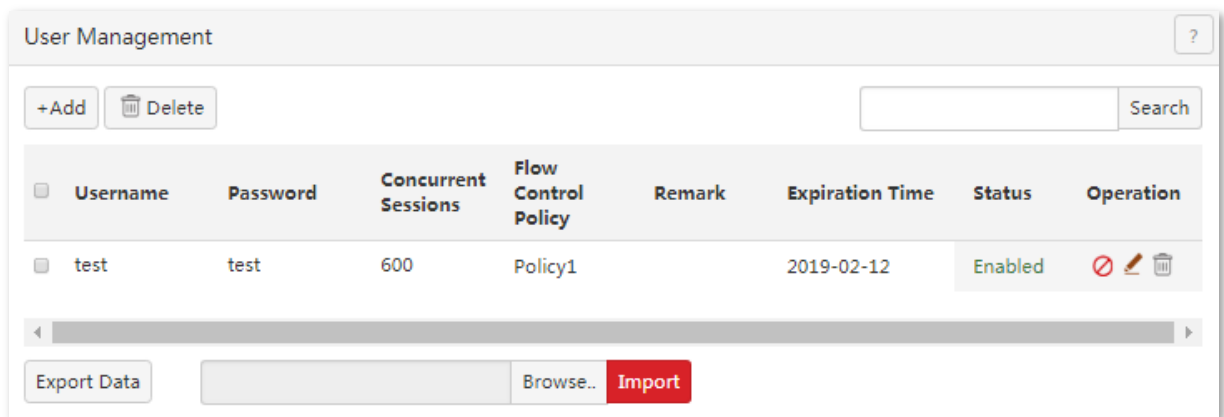 User Management ?
+Add Delete Search
Username Password Concurrent Sessions Flow Control Policy Remark Expiration Time Status Operation
test test 600 Policy1 2019-02-12 Enabled
Export Data Browse.. Import